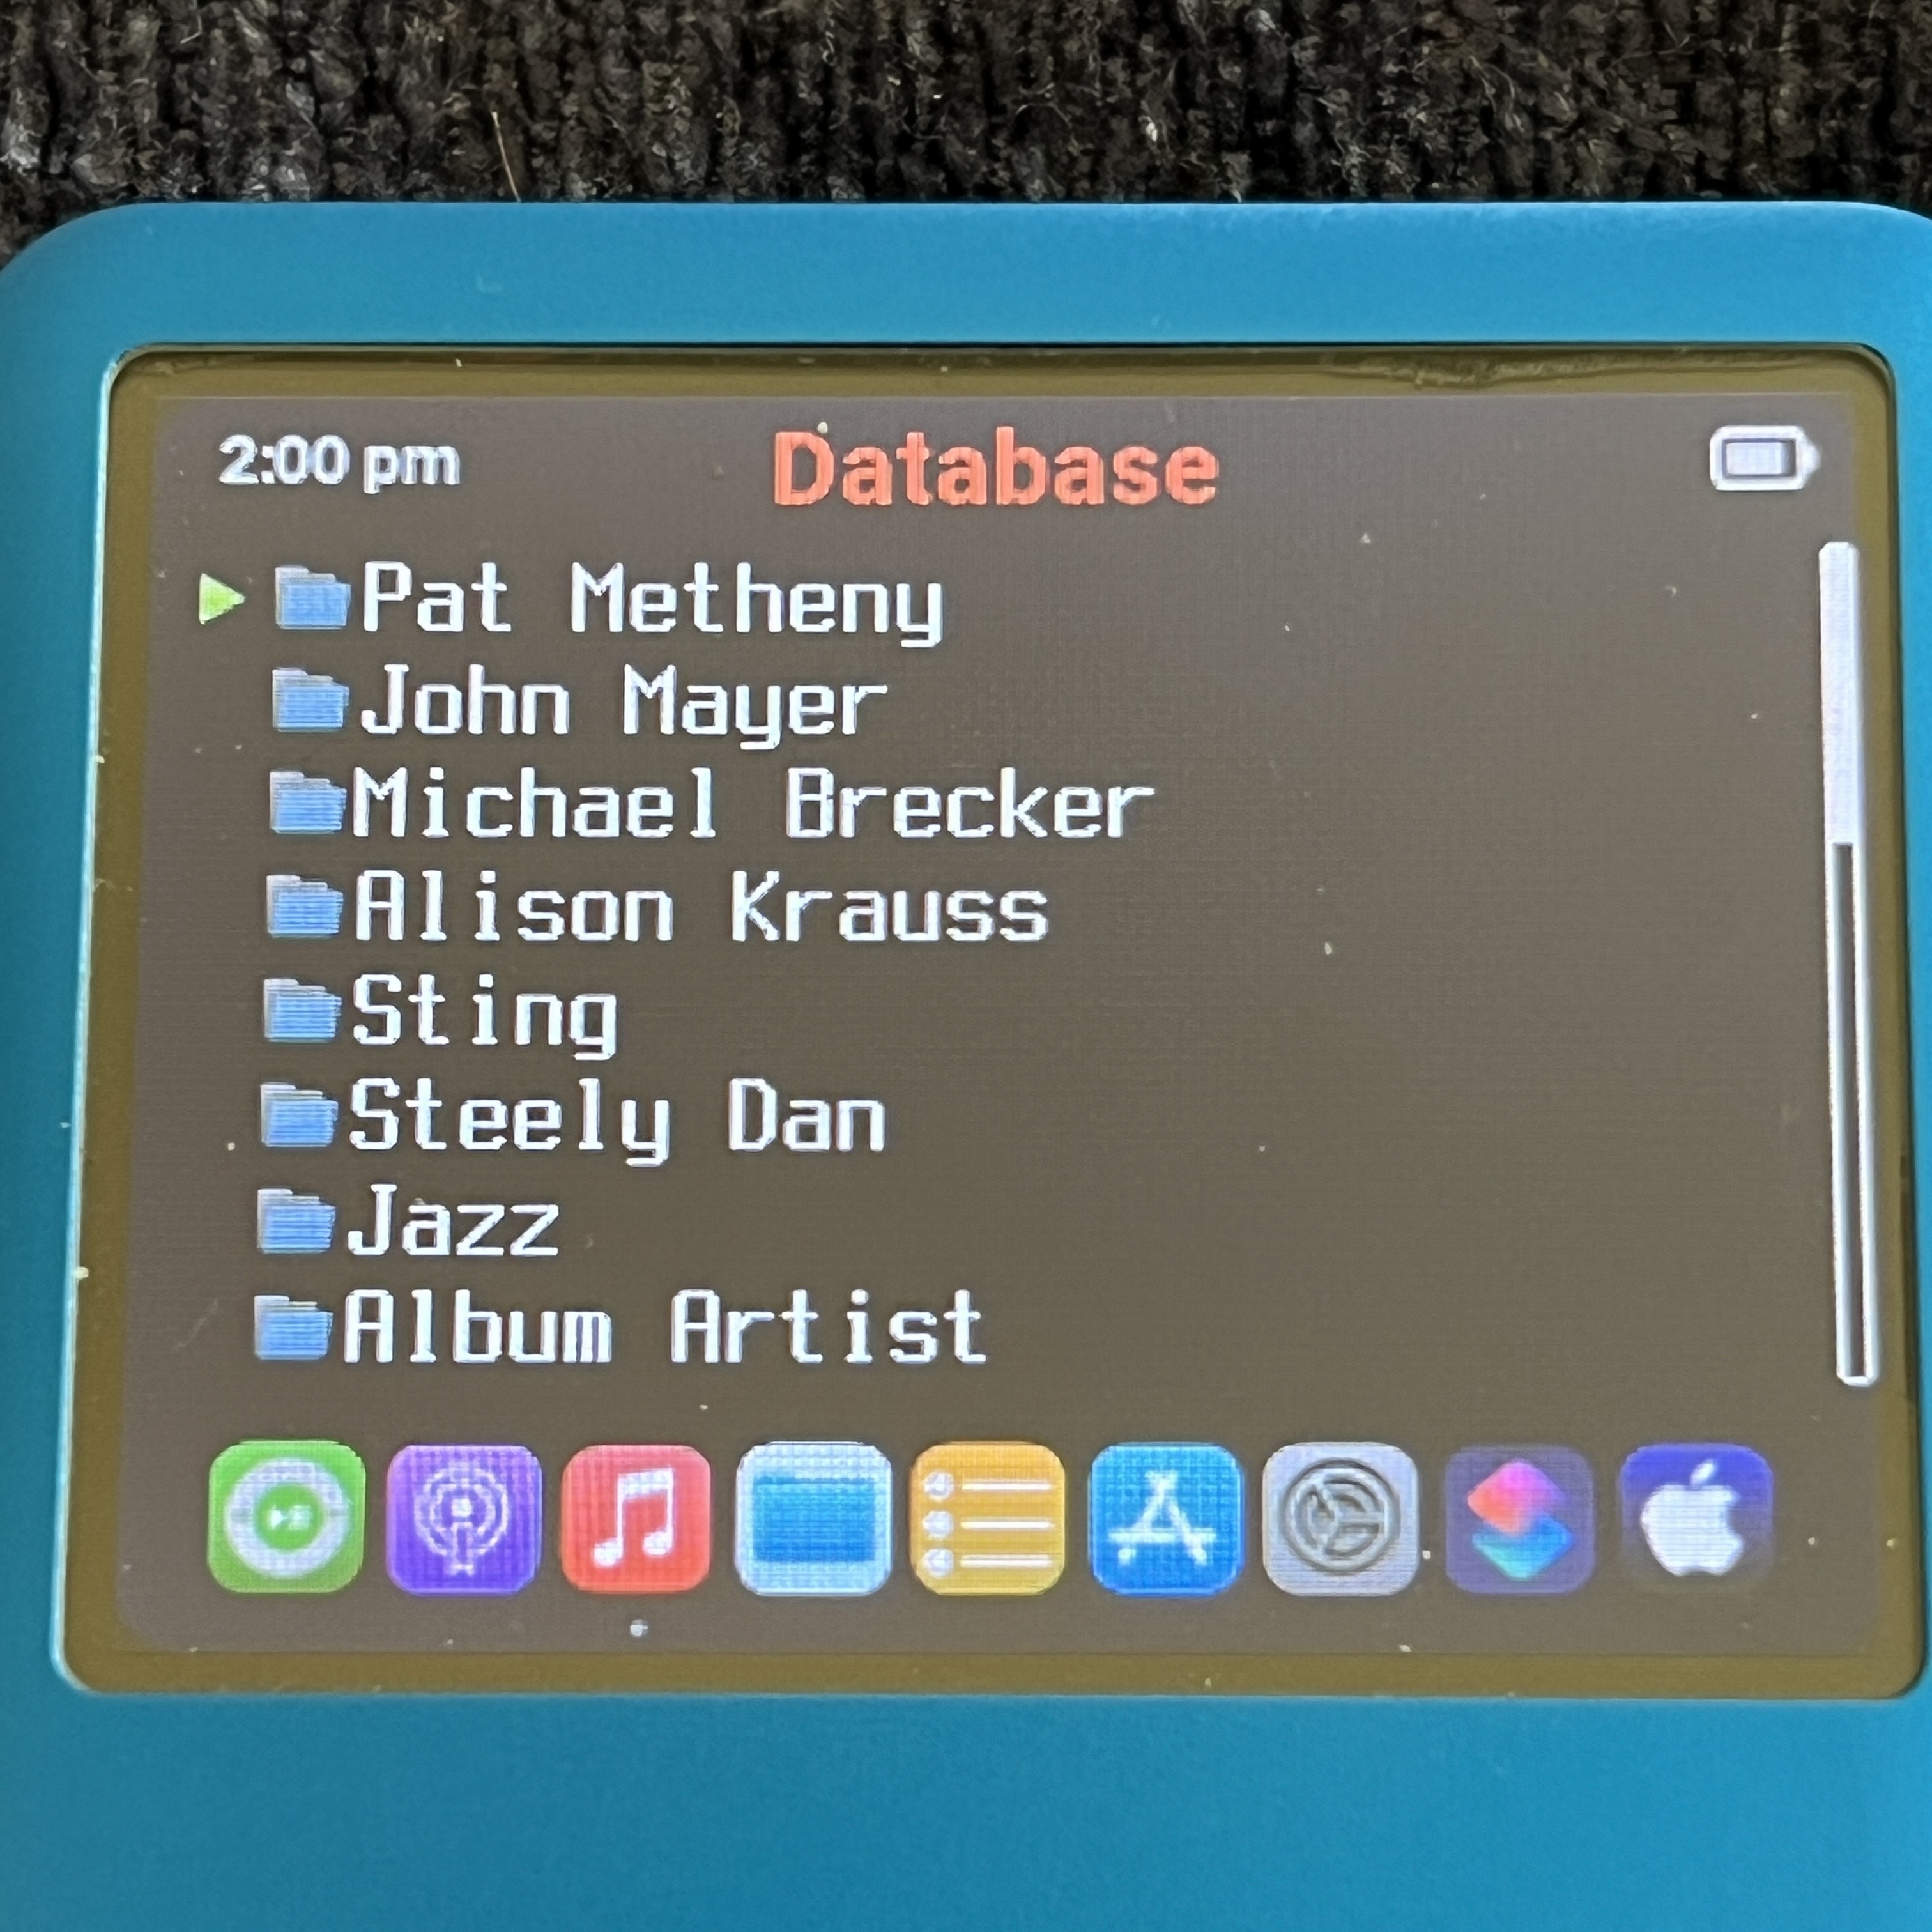 2:00 pm
Database
Pat Metheny
John Mayer
Michael Brecker
Alison Krauss
Sting
Steely Dan
Jazz
Album Artist